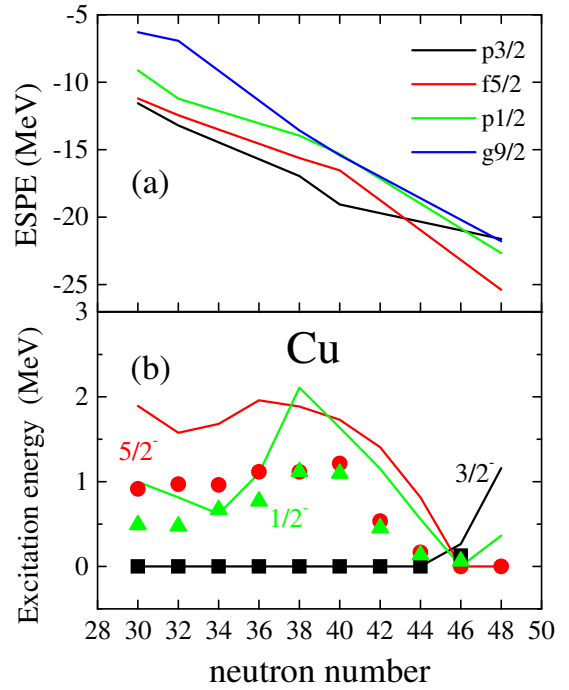 -5
-10
-15
-20
-25
ESPE (MeV)
p3/2
f5/2
p1/2
g9/2
(a)
3
2
1
0
Excitation energy (MeV)
(b)
Cu
5/2⁻
1/2⁻
3/2⁻
28 30 32 34 36 38 40 42 44 46 48 50
neutron number